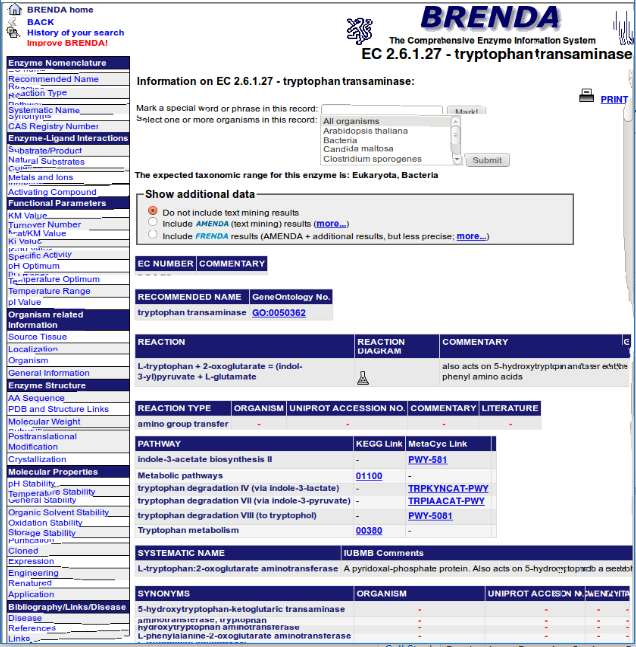 BRENDA home
BACK
History of your search
Improve BRENDA!
BRENDA
The Comprehensive Enzyme Information System
EC 2.6.1.27 - tryptophan transaminase
Enzyme Nomenclature
Recommended Name
Reaction Type
Systematic Name
Synonyms
CAS Registry Number
Enzyme-Ligand Interactions
Substrate/Product
Natural Substrates
Metals and Ions
Activating Compound
Functional Parameters
KM Value
Turnover Number
kcat/KM Value
Ki Value
Specific Activity
pH Optimum
Temperature Optimum
Temperature Range
pI Value
Organism related
Information
Source Tissue
Localization
Organism
General Information
Enzyme Structure
AA Sequence
PDB and Structure Links
Molecular Weight
Posttranslational
Modification
Crystallization
Molecular Properties
pH Stability
Temperature Stability
General Stability
Organic Solvent Stability
Oxidation Stability
Storage Stability
Purification
Cloned
Expression
Engineering
Renatured
Application
Bibliography/Links/Disease
Disease
References
Links
Information on EC 2.6.1.27 - tryptophan transaminase:
PRINT
Mark a special word or phrase in this record:
Mark!
Select one or more organisms in this record:
All organisms
Arabidopsis thaliana
Bacteria
Candida maltosa
Clostridium sporogenes
Submit
The expected taxonomic range for this enzyme is: Eukaryota, Bacteria
Show additional data
Do not include text mining results
Include AMENDA (text mining) results (more...)
Include FRENDA results (AMENDA + additional results, but less precise; more...)
EC NUMBER COMMENTARY
RECOMMENDED NAME GeneOntology No.
tryptophan transaminase GO:0050362
REACTION REACTION DIAGRAM COMMENTARY
L-tryptophan + 2-oxoglutarate = (indol-3-yl)pyruvate + L-glutamate also acts on 5-hydroxytryptophan phenyl amino acids
REACTION TYPE ORGANISM UNIPROT ACCESSION NO. COMMENTARY LITERATURE
amino group transfer - - - -
PATHWAY KEGG Link MetaCyc Link
indole-3-acetate biosynthesis II - PWY-581
Metabolic pathways 01100 -
tryptophan degradation IV (via indole-3-lactate) - TRPKYNCAT-PWY
tryptophan degradation VII (via indole-3-pyruvate) - TRPIAACAT-PWY
tryptophan degradation VIII (to tryptophol) - PWY-5081
Tryptophan metabolism 00380 -
SYSTEMATIC NAME IUBMB Comments
L-tryptophan:2-oxoglutarate aminotransferase A pyridoxal-phosphate protein. Also acts on
SYNONYMS ORGANISM UNIPROT ACCESSION
5-hydroxytryptophan-ketoglutaric transaminase - - -
aminotransferase, tryptophan - - -
hydroxytryptophan aminotransferase - - -
L-phenylalanine-2-oxoglutarate aminotransferase - - -